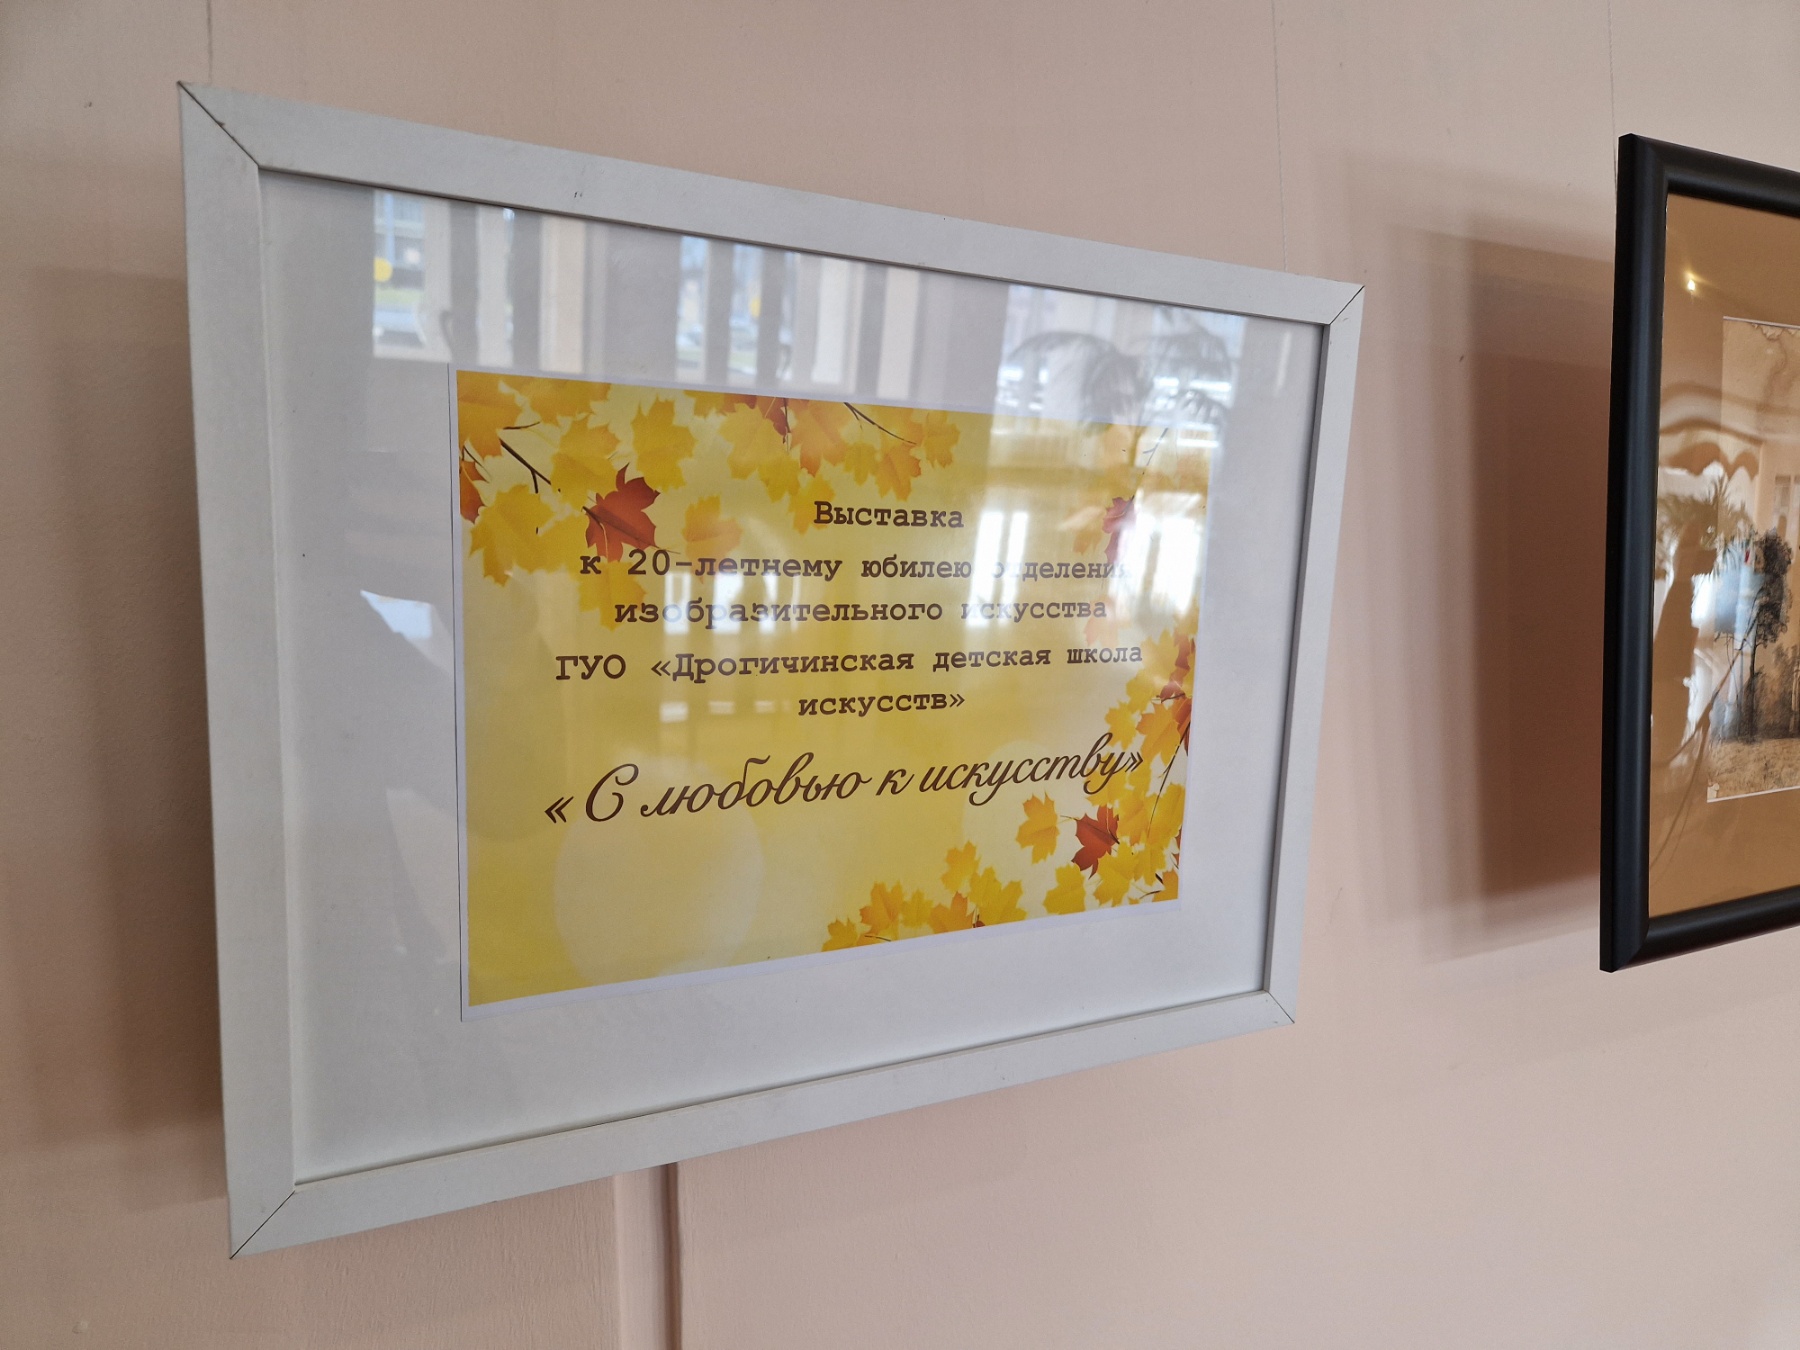 Выставка
к 20-летнему юбилею отделения
изобразительного искусства
ГУО «Дрогичинская детская школа
искусств»
« С любовью к искусству»